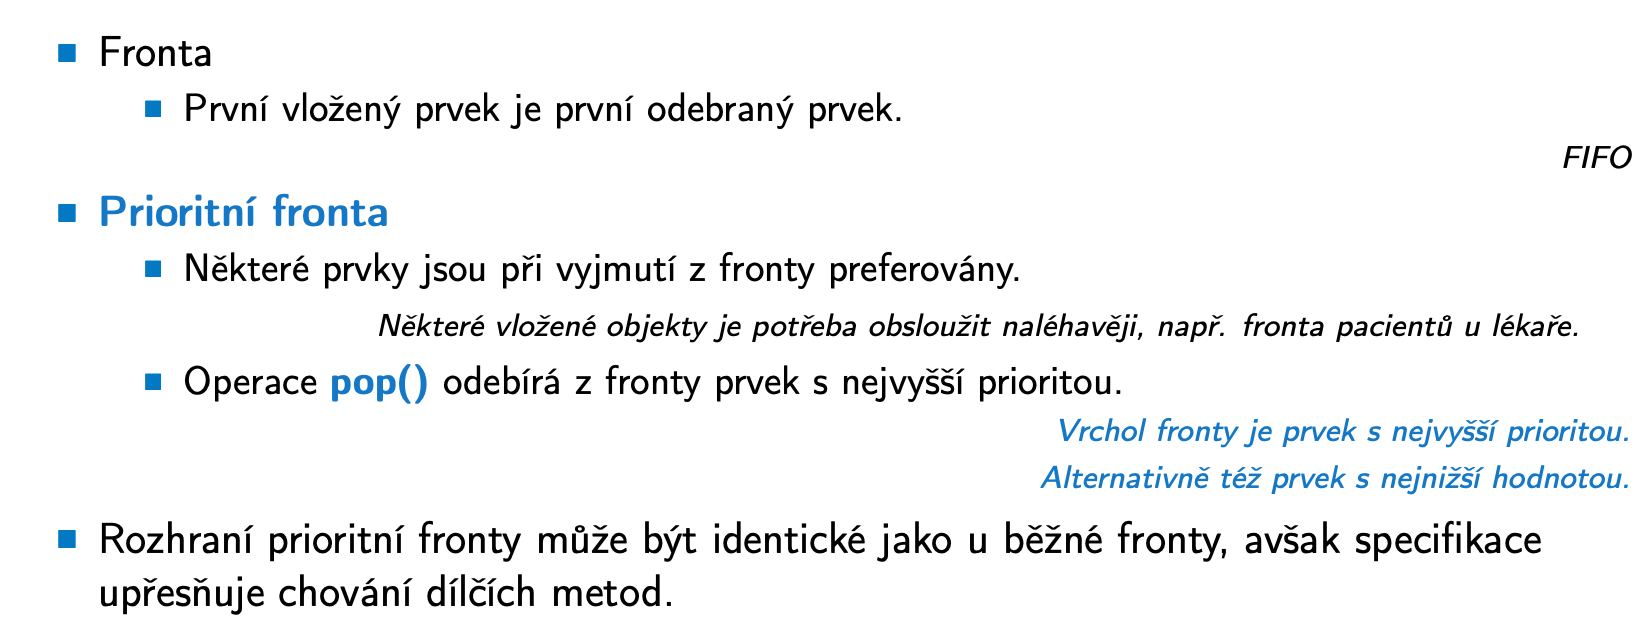 Fronta
První vložený prvek je první odebraný prvek.
FIFO
Prioritní fronta
Některé prvky jsou při vyjmutí z fronty preferovány.
Některé vložené objekty je potřeba obsloužit naléhavěji, např. fronta pacientů u lékaře.
Operace pop() odebírá z fronty prvek s nejvyšší prioritou.
Vrchol fronty je prvek s nejvyšší prioritou.
Alternativně též prvek s nejnižší hodnotou.
Rozhraní prioritní fronty může být identické jako u běžné fronty, avšak specifikace
upřesňuje chování dílčích metod.